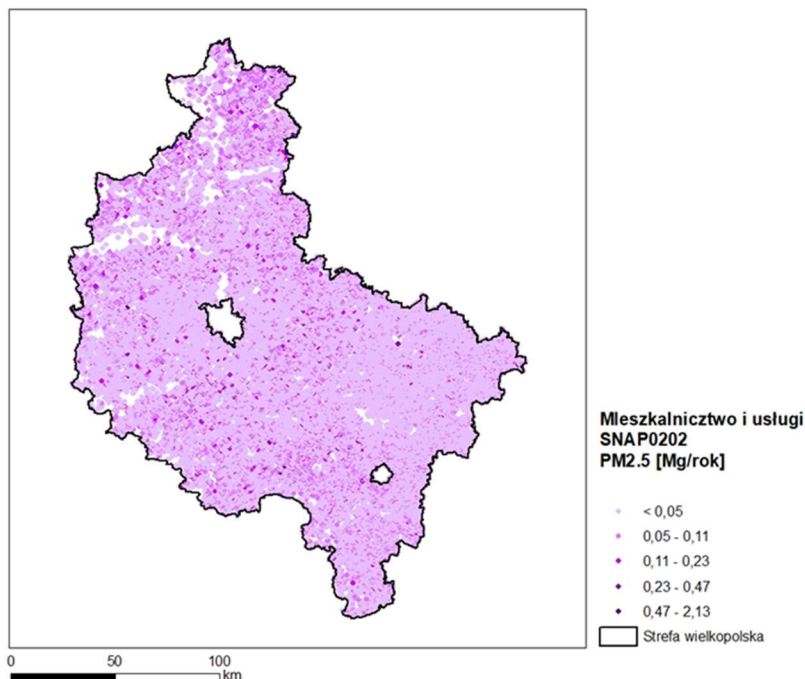 Mieszkalnictwo i usługi
SNAP0202
PM2.5 [Mg/rok]
< 0,05
0,05 - 0,11
0,11 - 0,23
0,23 - 0,47
0,47 - 2,13
Strefa wielkopolska
0 50 100
km